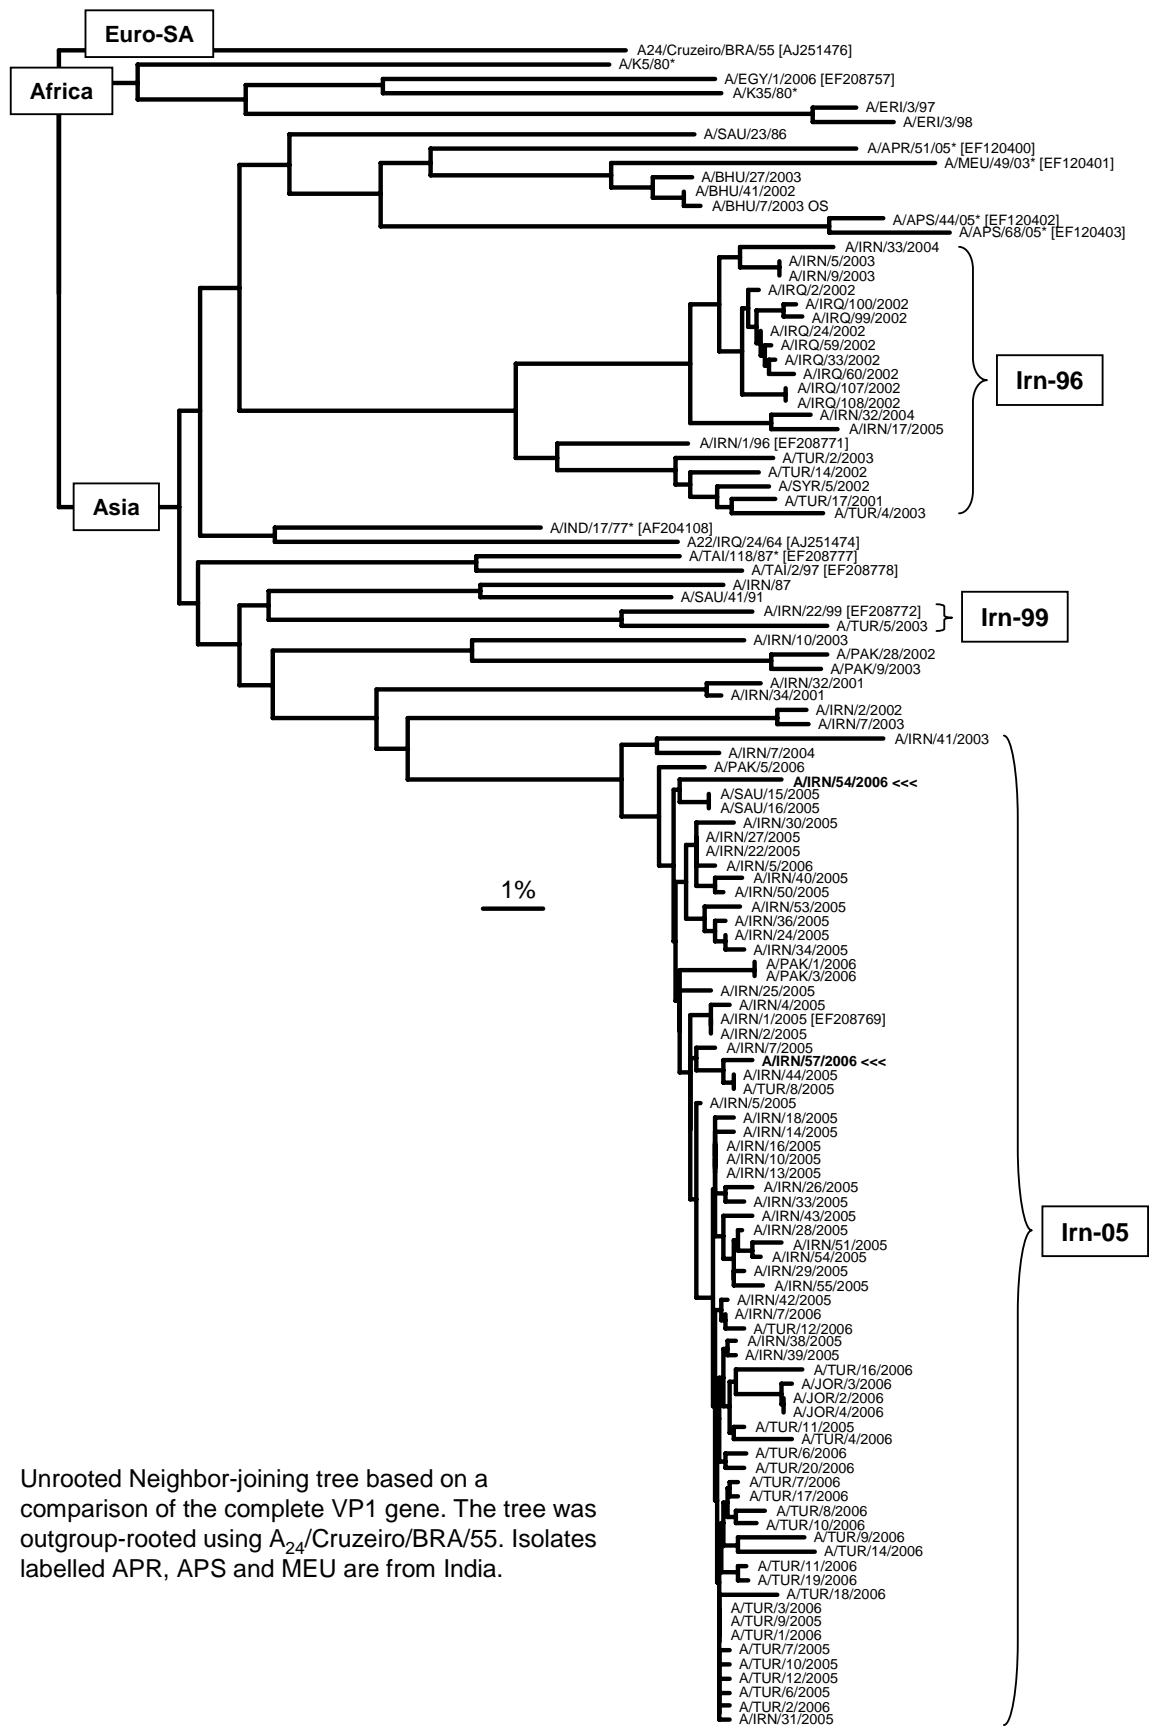 Euro-SA
A24/Cruzeiro/BRA/55 [AJ251476]
A/K5/80*
Africa
A/EGY/1/2006 [EF208757]
A/K35/80*
A/ERI/3/97
A/ERI/3/98
A/SAU/23/86
A/APR/51/05* [EF120400]
A/MEU/49/03* [EF120401]
A/BHU/27/2003
A/BHU/41/2002
A/BHU/7/2003 OS
A/APS/44/05* [EF120402]
A/APS/68/05* [EF120403]
A/IRN/33/2004
A/IRN/5/2003
A/IRN/9/2003
A/IRQ/2/2002
A/IRQ/100/2002
A/IRQ/99/2002
A/IRQ/24/2002
A/IRQ/59/2002
A/IRQ/33/2002
A/IRQ/60/2002
Irn-96
A/IRQ/107/2002
A/IRQ/108/2002
A/IRN/32/2004
A/IRN/17/2005
A/IRN/1/96 [EF208771]
A/TUR/2/2003
A/TUR/14/2002
A/SYR/5/2002
A/TUR/17/2001
Asia
A/TUR/4/2003
A/IND/17/77* [AF204108]
A22/IRQ/24/64 [AJ251474]
A/TAI/118/87* [EF208777]
A/TAI/2/97 [EF208778]
A/IRN/87
A/SAU/41/91
A/IRN/22/99 [EF208772]
Irn-99
A/TUR/5/2003
A/IRN/10/2003
A/PAK/28/2002
A/PAK/9/2003
A/IRN/32/2001
A/IRN/34/2001
A/IRN/2/2002
A/IRN/7/2003
A/IRN/41/2003
A/IRN/7/2004
A/PAK/5/2006
A/IRN/54/2006 <<<
A/SAU/15/2005
A/SAU/16/2005
A/IRN/30/2005
A/IRN/27/2005
A/IRN/22/2005
A/IRN/5/2006
A/IRN/40/2005
1%
A/IRN/50/2005
A/IRN/53/2005
A/IRN/36/2005
A/IRN/24/2005
A/IRN/34/2005
A/PAK/1/2006
A/PAK/3/2006
A/IRN/25/2005
A/IRN/4/2005
A/IRN/1/2005 [EF208769]
A/IRN/2/2005
A/IRN/7/2005
A/IRN/57/2006 <<<
A/IRN/44/2005
A/TUR/8/2005
A/IRN/5/2005
A/IRN/18/2005
A/IRN/14/2005
A/IRN/16/2005
A/IRN/10/2005
A/IRN/13/2005
A/IRN/26/2005
A/IRN/33/2005
A/IRN/43/2005
A/IRN/28/2005
Irn-05
A/IRN/51/2005
A/IRN/54/2005
A/IRN/29/2005
A/IRN/55/2005
A/IRN/42/2005
A/IRN/7/2006
A/TUR/12/2006
A/IRN/38/2005
A/IRN/39/2005
A/TUR/16/2006
A/JOR/3/2006
A/JOR/2/2006
A/JOR/4/2006
A/TUR/11/2005
A/TUR/4/2006
A/TUR/6/2006
A/TUR/20/2006
A/TUR/7/2006
A/TUR/17/2006
A/TUR/8/2006
A/TUR/10/2006
A/TUR/9/2006
A/TUR/14/2006
A/TUR/11/2006
A/TUR/19/2006
A/TUR/18/2006
A/TUR/3/2006
A/TUR/9/2005
A/TUR/1/2006
A/TUR/7/2005
A/TUR/10/2005
A/TUR/12/2005
A/TUR/6/2005
A/TUR/2/2006
A/IRN/31/2005
Unrooted Neighbor-joining tree based on a
comparison of the complete VP1 gene. The tree was
outgroup-rooted using A24/Cruzeiro/BRA/55. Isolates
labelled APR, APS and MEU are from India.